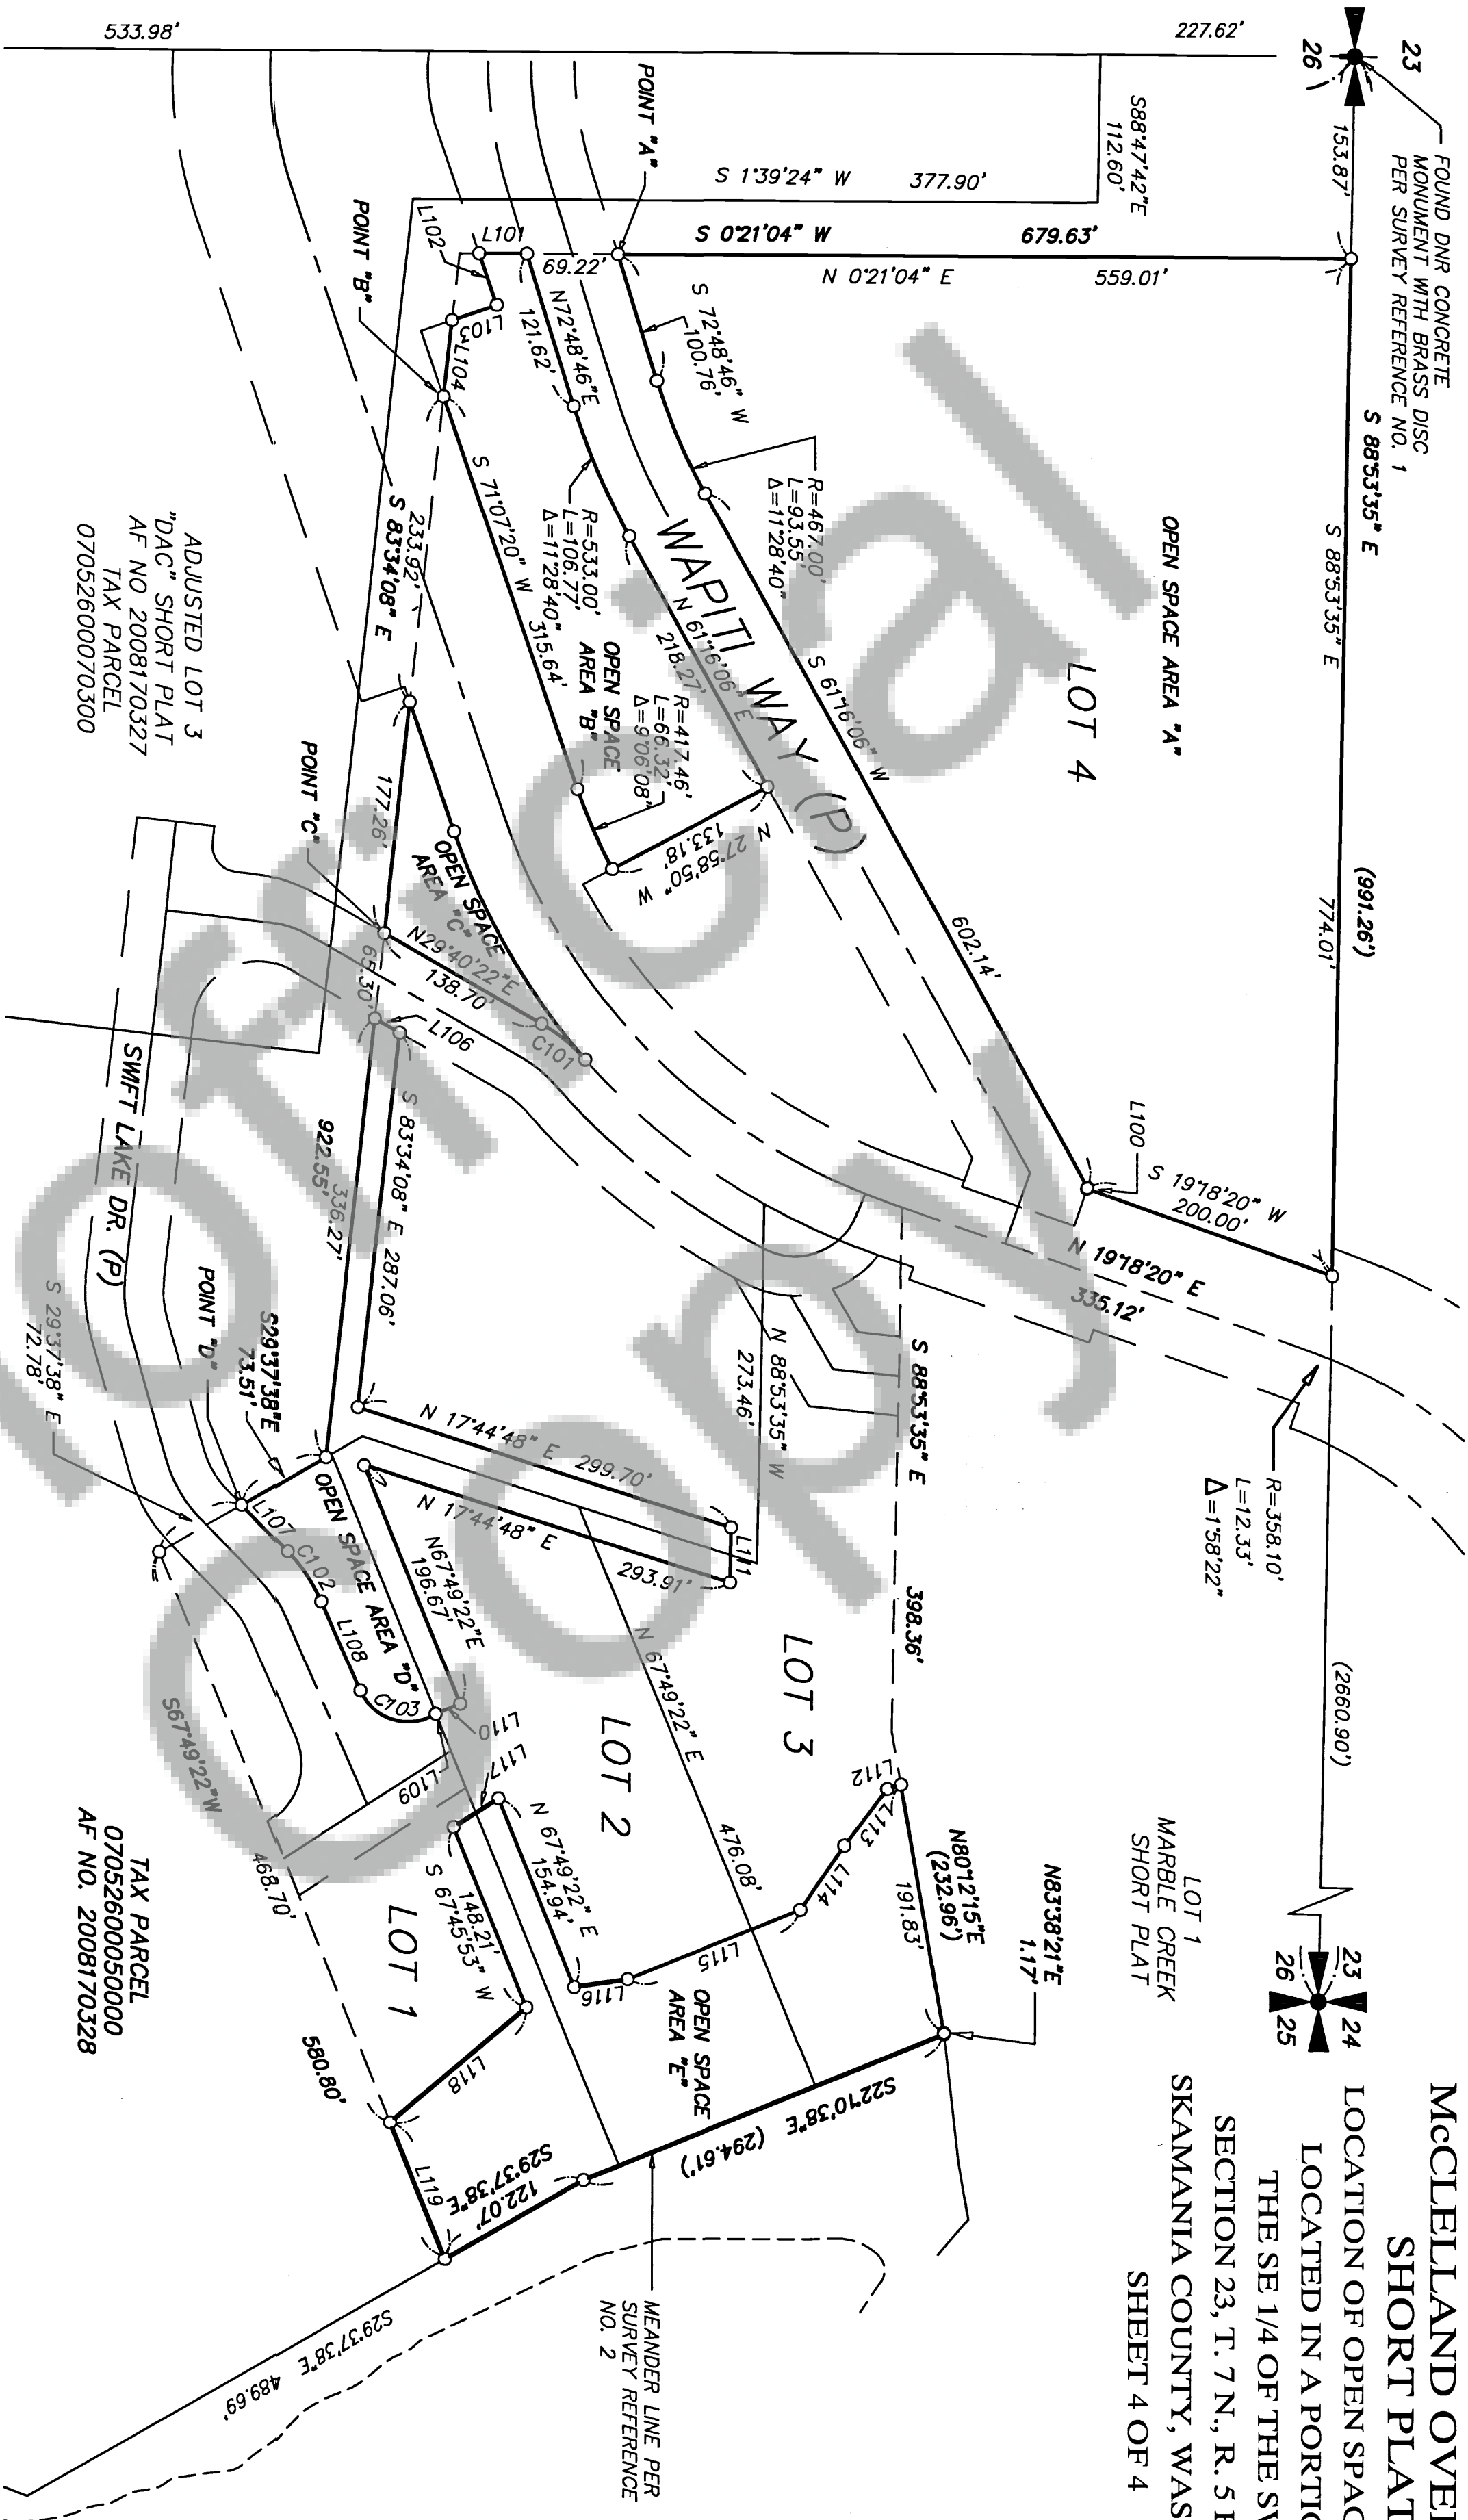 McCLELLAND OVE
SHORT PLAT
LOCATION OF OPEN SPAC
LOCATED IN A PORTIO
THE SE 1/4 OF THE SV
SECTION 23, T. 7 N., R. 5
SKAMANIA COUNTY, WAS
SHEET 4 OF 4
23
26
FOUND DNR CONCRETE
MONUMENT WITH BRASS DISC
PER SURVEY REFERENCE NO. 1
153.87'
S 88°53'35" E
(991.26')
S 88°53'35" E
774.01'
(2660.90')
23
24
26
25
227.62'
533.98'
S88°47'42"E
112.60'
S 1°39'24" W
377.90'
S 0°21'04" W
679.63'
N 0°21'04" E
559.01'
OPEN SPACE AREA "A"
LOT 4
L100
S 19°18'20" W
200.00'
N 19°18'20" E
335.12'
R=358.10'
L=12.33'
Δ=1°58'22"
LOT 1
MARBLE CREEK
SHORT PLAT
POINT "A"
S 72°48'46" W
100.76'
R=467.00'
L=93.55'
Δ=11°28'40"
S 61°16'06" W
602.14'
WAPITI WAY (P)
69.22'
L101
L102
L103
L104
N72°48'46"E
121.62'
R=533.00'
L=106.77'
Δ=11°28'40"
N 61°16'06" E
218.27'
OPEN SPACE
AREA "B"
R=417.46'
L=66.32'
Δ=9°06'08"
N 27°58'50" W
133.18'
S 71°07'20" W
315.64'
POINT "B"
233.92'
S 83°34'08" E
177.26'
POINT "C"
OPEN SPACE
AREA "C"
N29°40'22"E
138.70'
C101
65.30'
L106
S 83°34'08" E 287.06'
336.27'
922.55'
ADJUSTED LOT 3
"DAC" SHORT PLAT
AF NO 2008170327
TAX PARCEL
07052600070300
SWIFT LAKE DR. (P)
S 88°53'35" E
398.36'
N 88°53'35" W
273.46'
N 17°44'48" E
299.70'
N 17°44'48" E
293.91'
L111
LOT 3
N80°12'15"E
(232.96')
191.83'
N83°38'21"E
1.17'
L112
L113
L114
L115
L116
N 67°49'22" E
476.08'
LOT 2
N67°49'22"E
196.67'
OPEN SPACE AREA "D"
POINT "D"
S29°37'38"E
73.51'
S 29°37'38" E
72.78'
L107
C102
L108
C103
L109
L110
L117
N 67°49'22" E
154.94'
148.21'
S 67°45'53" W
OPEN SPACE
AREA "E"
LOT 1
L118
L119
S67°49'22"W
468.70'
580.80'
S22°10'38"E (294.61')
S29°37'38"E
122.07'
S29°37'38"E 489.69'
MEANDER LINE PER
SURVEY REFERENCE
NO. 2
TAX PARCEL
07052600050000
AF NO. 2008170328
Unofficial
Copy